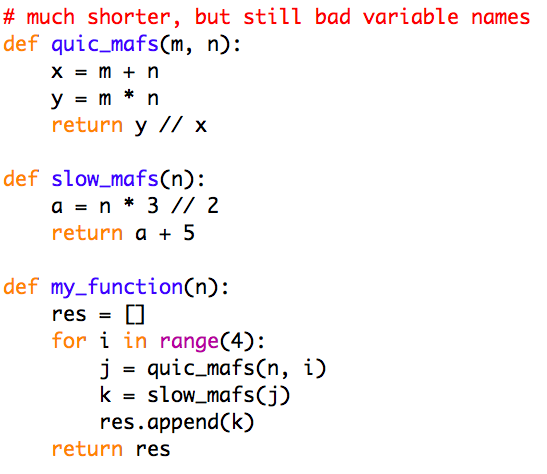 # much shorter, but still bad variable names
def quic_mafs(m, n):
    x = m + n
    y = m * n
    return y // x

def slow_mafs(n):
    a = n * 3 // 2
    return a + 5

def my_function(n):
    res = []
    for i in range(4):
        j = quic_mafs(n, i)
        k = slow_mafs(j)
        res.append(k)
    return res